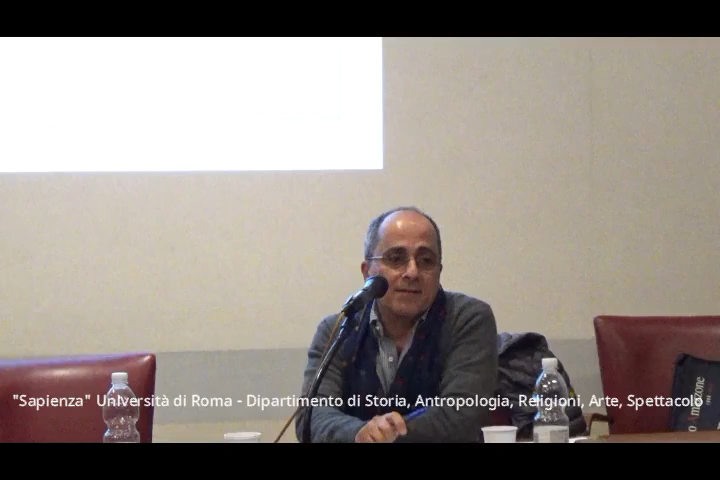 "Sapienza" Università di Roma - Dipartimento di Storia, Antropologia, Religioni, Arte, Spettacolo